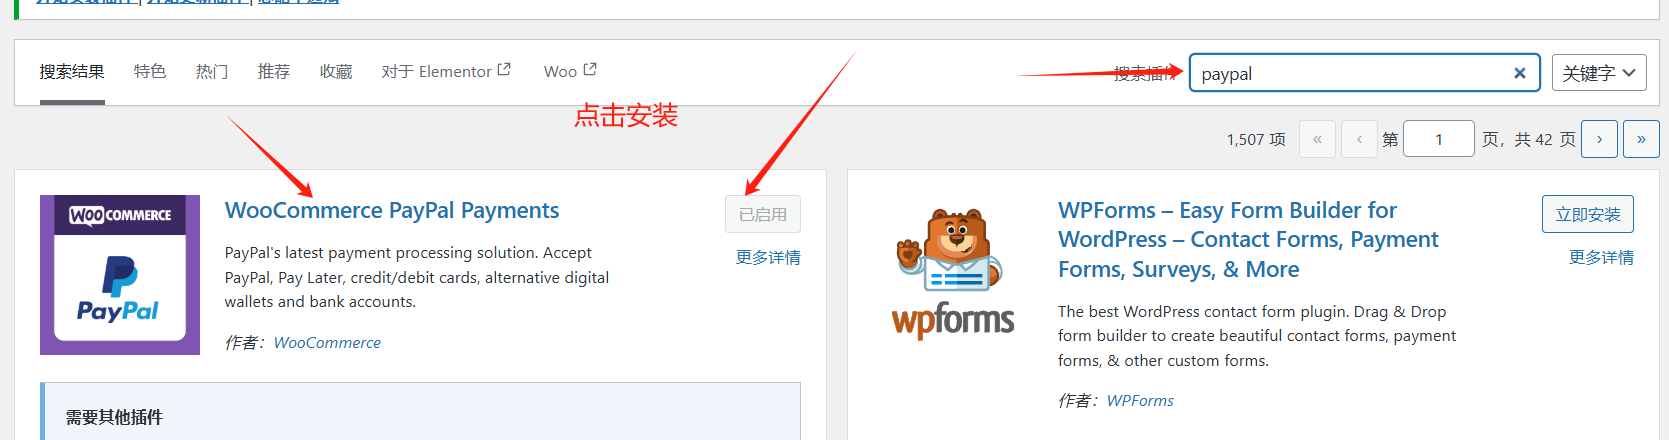 搜索结果 特色 热门 推荐 收藏 对于 Elementor Woo
搜索插件 paypal 关键字
点击安装
1,507 项 « ‹ 第 1 页，共 42 页 › »
WOO COMMERCE
PayPal
WooCommerce PayPal Payments
已启用
更多详情
PayPal's latest payment processing solution. Accept
PayPal, Pay Later, credit/debit cards, alternative digital
wallets and bank accounts.
作者：WooCommerce
需要其他插件
wpforms
WPForms – Easy Form Builder for
WordPress – Contact Forms, Payment
Forms, Surveys, & More
立即安装
更多详情
The best WordPress contact form plugin. Drag & Drop
form builder to create beautiful contact forms, payment
forms, & other custom forms.
作者：WPForms